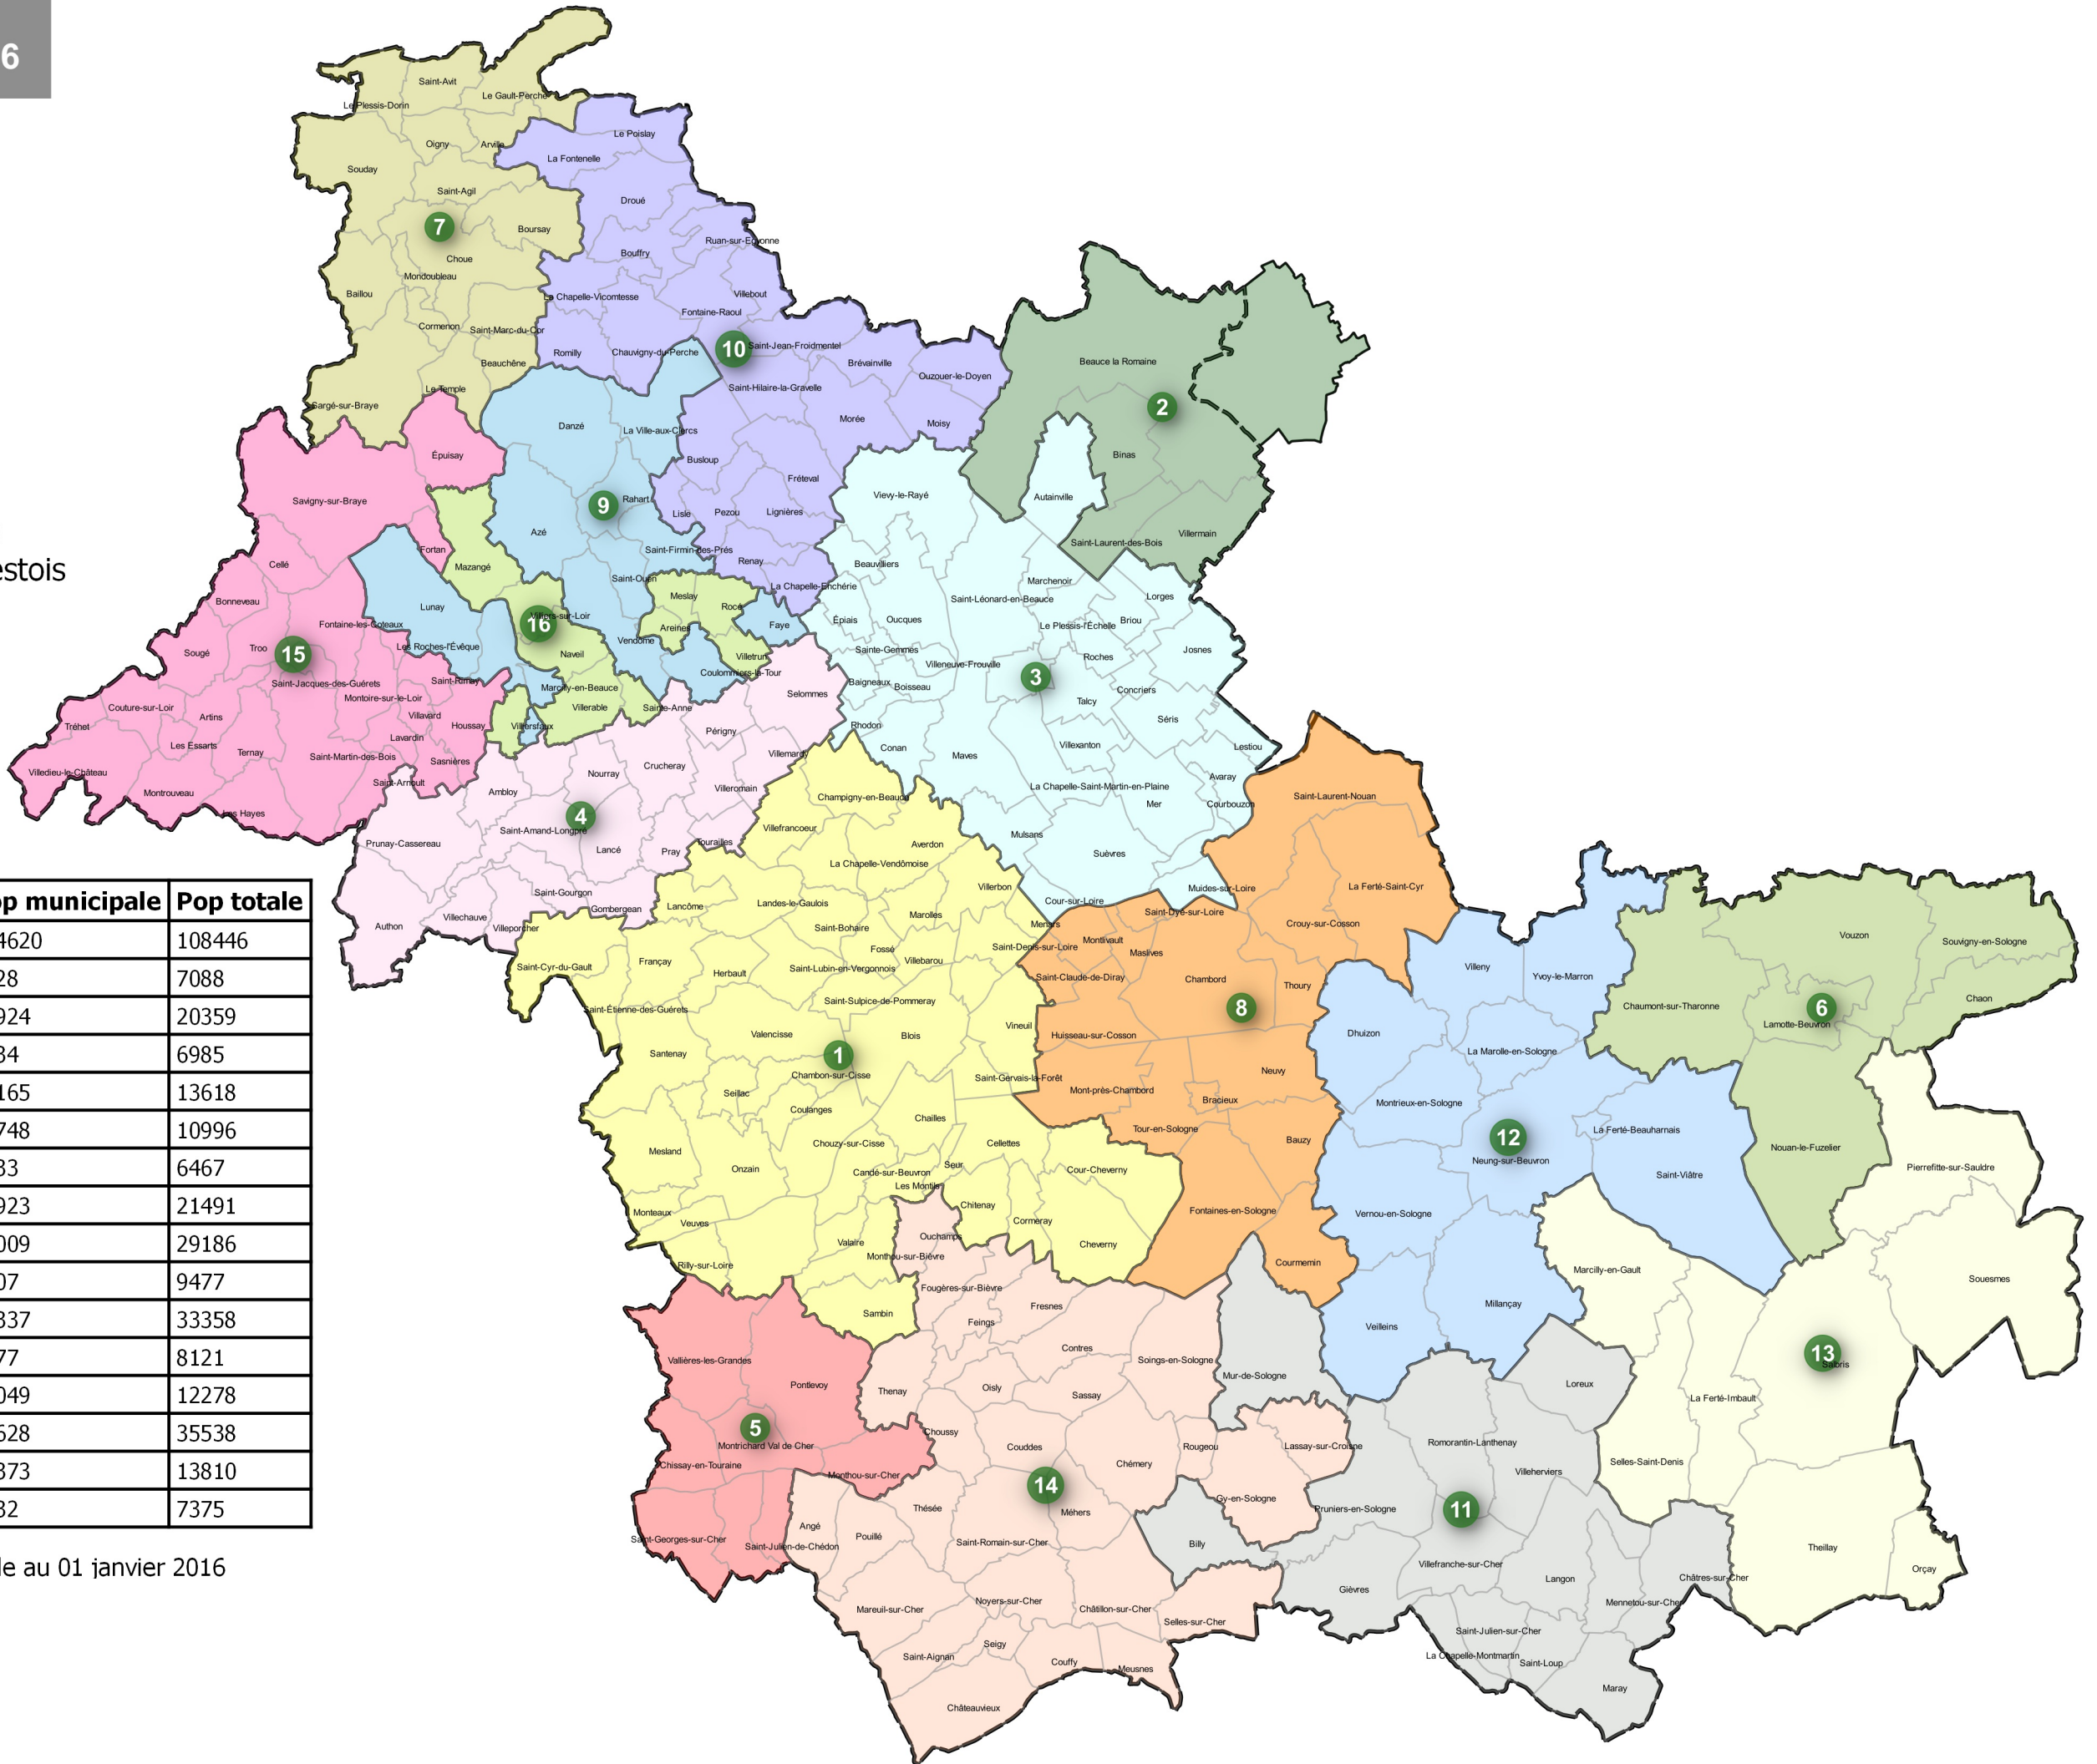 6
estois
op municipale Pop totale
4620 108446
28 7088
924 20359
34 6985
165 13618
748 10996
33 6467
923 21491
009 29186
07 9477
337 33358
77 8121
049 12278
628 35538
373 13810
32 7375
le au 01 janvier 2016
Saint-Avit
Le Gault-Perche
Le Plessis-Dorin
Oigny
Arville
Souday
Saint-Agil
7
Boursay
Choue
Mondoubleau
Baillou
Cormenon
Saint-Marc-du-Cor
Beauchêne
Le Temple
Sargé-sur-Braye
Le Poislay
La Fontenelle
Droué
Ruan-sur-Egvonne
Bouffry
La Chapelle-Vicomtesse
Villebout
Fontaine-Raoul
Romilly
Chauvigny-du-Perche
10
Saint-Jean-Froidmentel
Brévainville
Ouzouer-le-Doyen
Saint-Hilaire-la-Gravelle
Morée
Moisy
Busloup
Fréteval
Lisle
Pezou
Lignières
Renay
La Chapelle-Enchérie
Beauce la Romaine
2
Binas
Villermain
Saint-Laurent-des-Bois
Autainville
Danzé
La Ville-aux-Clercs
9
Rahart
Azé
Saint-Firmin-des-Prés
Saint-Ouen
Lunay
Les Roches-l'Évêque
Vendôme
Faye
Coulommiers-la-Tour
Villersfaux
Mazangé
16
Villiers-sur-Loir
Naveil
Marcilly-en-Beauce
Villerable
Sainte-Anne
Meslay
Rocé
Areines
Villetrun
Épuisay
Savigny-sur-Braye
Fortan
Cellé
Bonneveau
Fontaine-les-Coteaux
Sougé
Troo
15
Saint-Jacques-des-Guérets
Saint-Rimay
Montoire-sur-le-Loir
Couture-sur-Loir
Artins
Villavard
Houssay
Tréhet
Les Essarts
Ternay
Lavardin
Saint-Martin-des-Bois
Sasnières
Villedieu-le-Château
Montrouveau
Les Hayes
Saint-Arnoult
Selommes
Périgny
Villemardy
Crucheray
Nourray
Ambloy
Villeromain
4
Saint-Amand-Longpré
Prunay-Cassereau
Lancé
Pray
Tourailles
Saint-Gourgon
Gombergean
Villechauve
Authon
Villeporcher
Vievy-le-Rayé
Beauvilliers
Marchenoir
Saint-Léonard-en-Beauce
Lorges
Épiais
Oucques
Le Plessis-l'Échelle
Briou
Sainte-Gemmes
Villeneuve-Frouville
Roches
Josnes
3
Baigneaux
Boisseau
Concriers
Talcy
Séris
Rhodon
Conan
Maves
Villexanton
Lestiou
Avaray
La Chapelle-Saint-Martin-en-Plaine
Mer
Courbouzon
Mulsans
Suèvres
Muides-sur-Loire
Cour-sur-Loire
Champigny-en-Beauce
Villefrancoeur
Averdon
La Chapelle-Vendômoise
Villerbon
Lancôme
Landes-le-Gaulois
Marolles
Saint-Bohaire
Menars
Saint-Denis-sur-Loire
Fossé
Villebarou
Saint-Cyr-du-Gault
Françay
Herbault
Saint-Lubin-en-Vergonnois
Saint-Étienne-des-Guérets
Saint-Sulpice-de-Pommeray
Valencisse
Blois
Vineuil
Santenay
1
Chambon-sur-Cisse
Saint-Gervais-la-Forêt
Seillac
Coulanges
Chailles
Mesland
Chouzy-sur-Cisse
Cellettes
Onzain
Seur
Candé-sur-Beuvron
Les Montils
Cour-Cheverny
Chitenay
Monteaux
Veuves
Cormeray
Valaire
Monthou-sur-Bièvre
Cheverny
Rilly-sur-Loire
Sambin
Saint-Laurent-Nouan
La Ferté-Saint-Cyr
Saint-Dyé-sur-Loire
Crouy-sur-Cosson
Montlivault
Maslives
Saint-Claude-de-Diray
Chambord
Thoury
8
Huisseau-sur-Cosson
Neuvy
Mont-près-Chambord
Bracieux
Tour-en-Sologne
Bauzy
Fontaines-en-Sologne
Courmemin
Villeny
Yvoy-le-Marron
Dhuizon
La Marolle-en-Sologne
Montrieux-en-Sologne
La Ferté-Beauharnais
12
Neung-sur-Beuvron
Saint-Viâtre
Vernou-en-Sologne
Millançay
Veilleins
Vouzon
Souvigny-en-Sologne
Chaumont-sur-Tharonne
6
Chaon
Lamotte-Beuvron
Nouan-le-Fuzelier
Pierrefitte-sur-Sauldre
Marcilly-en-Gault
Souesmes
13
Salbris
La Ferté-Imbault
Selles-Saint-Denis
Theillay
Orçay
Vallières-les-Grandes
Pontlevoy
5
Montrichard Val de Cher
Chissay-en-Touraine
Monthou-sur-Cher
Saint-Georges-sur-Cher
Saint-Julien-de-Chédon
Ouchamps
Fougères-sur-Bièvre
Fresnes
Feings
Contres
Soings-en-Sologne
Thenay
Oisly
Sassay
Choussy
Couddes
Rougeou
Lassay-sur-Croisne
Chémery
14
Gy-en-Sologne
Thésée
Méhers
Angé
Pouillé
Saint-Romain-sur-Cher
Mareuil-sur-Cher
Noyers-sur-Cher
Châtillon-sur-Cher
Selles-sur-Cher
Seigy
Saint-Aignan
Couffy
Meusnes
Châteauvieux
Mur-de-Sologne
Loreux
Romorantin-Lanthenay
Villeherviers
Pruniers-en-Sologne
11
Billy
Villefranche-sur-Cher
Gièvres
Langon
Châtres-sur-Cher
Mennetou-sur-Cher
Saint-Julien-sur-Cher
La Chapelle-Montmartin
Saint-Loup
Maray